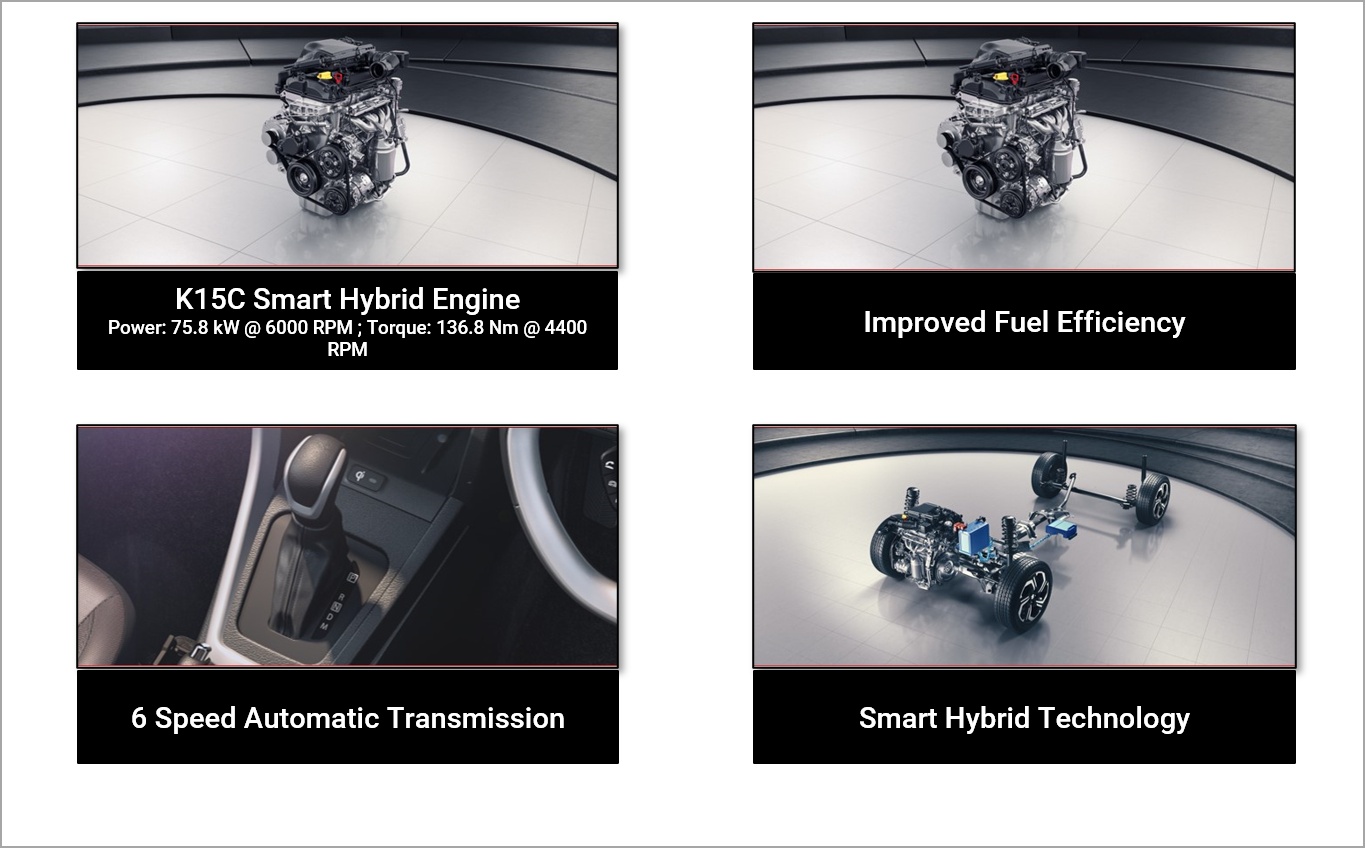 K15C Smart Hybrid Engine
Power: 75.8 kW @ 6000 RPM ; Torque: 136.8 Nm @ 4400
RPM
Improved Fuel Efficiency
R
D
M
6 Speed Automatic Transmission
Smart Hybrid Technology